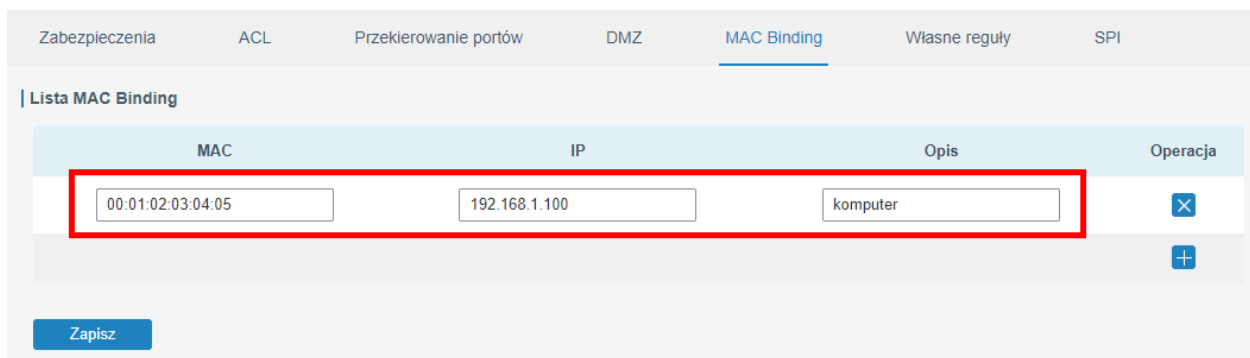 Zabezpieczenia ACL Przekierowanie portów DMZ MAC Binding Własne reguły SPI
Lista MAC Binding
MAC IP Opis Operacja
00:01:02:03:04:05 192.168.1.100 komputer
Zapisz